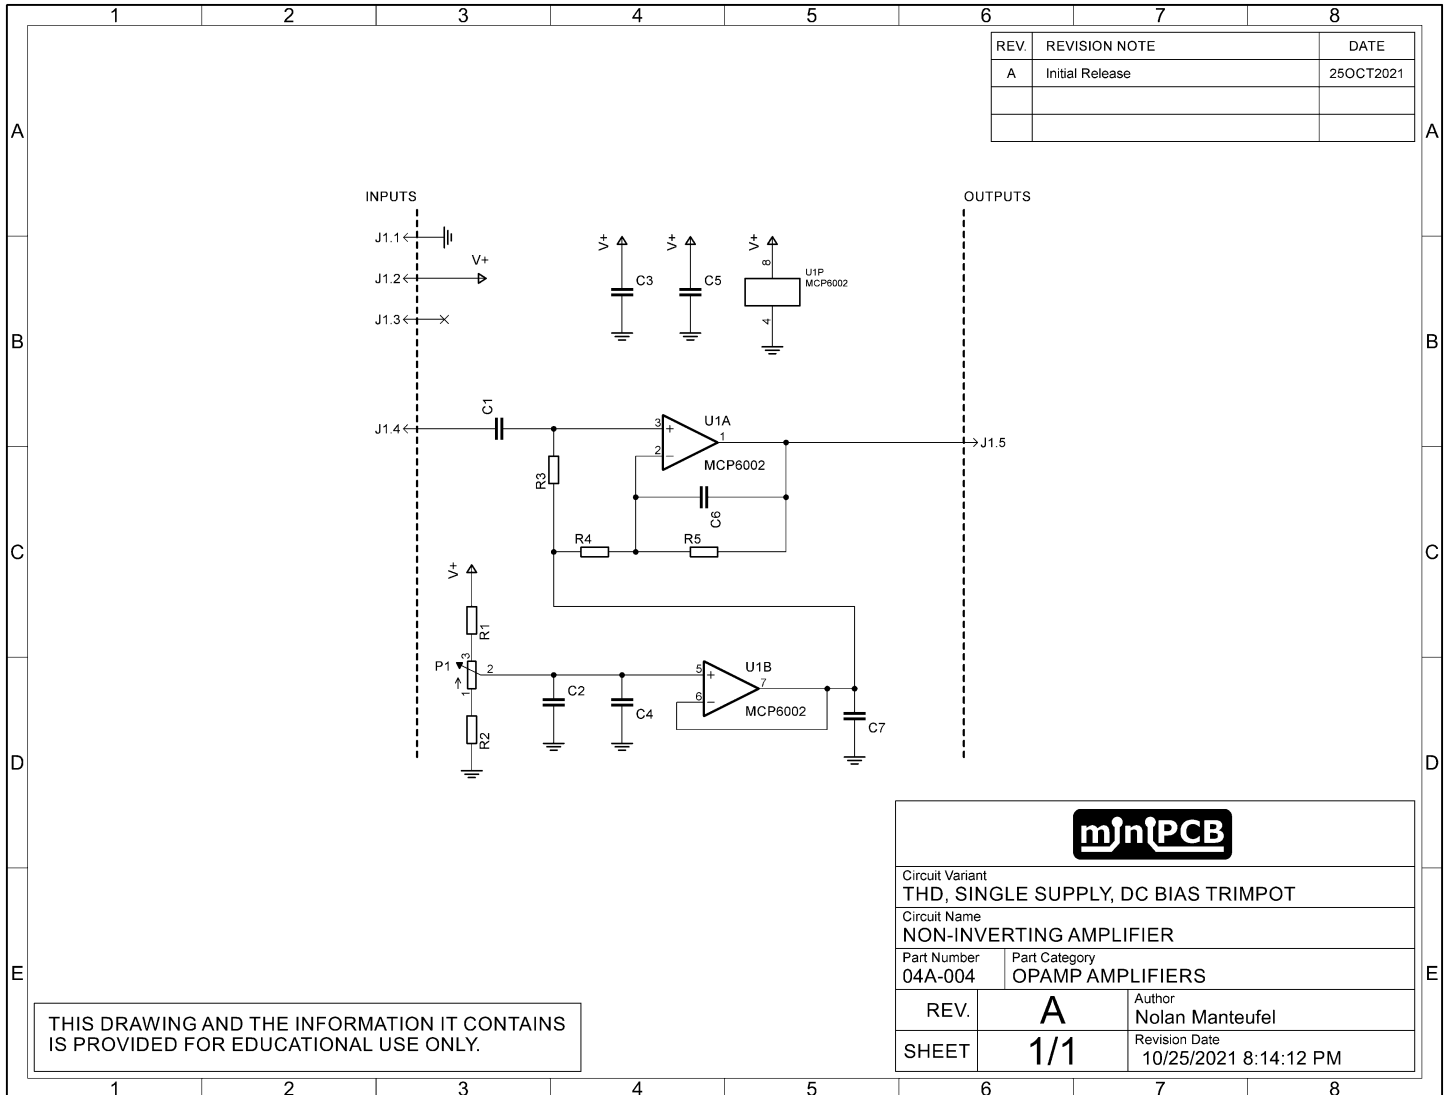 1 2 3 4 5 6 7 8
REV. REVISION NOTE DATE
A Initial Release 25OCT2021
A A
INPUTS OUTPUTS
J1.1
V+
J1.2
J1.3
V+ V+ V+
C3 C5
8
U1P
MCP6002
4
B B
C1
J1.4
3
+
U1A
1
2
−
MCP6002
J1.5
R3
C6
R4 R5
C C
V+
R1
3
P1
2
1
R2
C2
C4
5
+
U1B
7
6
−
MCP6002
C7
D D
miniPCB
Circuit Variant
THD, SINGLE SUPPLY, DC BIAS TRIMPOT
Circuit Name
NON-INVERTING AMPLIFIER
Part Number Part Category
04A-004 OPAMP AMPLIFIERS
E E
REV. A Author
Nolan Manteufel
SHEET 1/1 Revision Date
10/25/2021 8:14:12 PM
THIS DRAWING AND THE INFORMATION IT CONTAINS
IS PROVIDED FOR EDUCATIONAL USE ONLY.
1 2 3 4 5 6 7 8